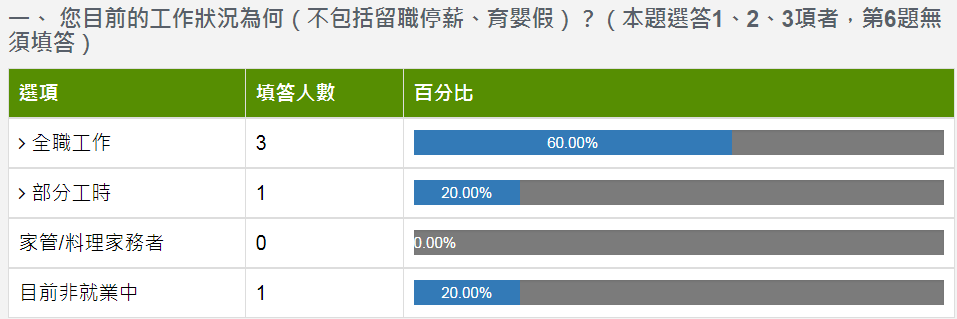 一、 您目前的工作狀況為何（不包括留職停薪、育嬰假）？（本題選答1、2、3項者，第6題無
須填答）
選項 填答人數 百分比
> 全職工作 3 60.00%
> 部分工時 1 20.00%
家管/料理家務者 0 0.00%
目前非就業中 1 20.00%